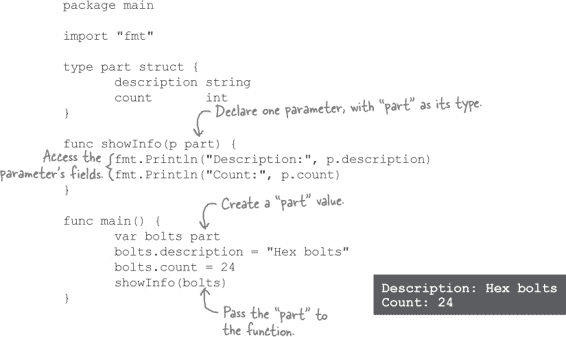 package main
import "fmt"
type part struct {
description string
count int
}
Declare one parameter, with "part" as its type.
func showInfo(p part) {
Access the
parameter's fields.
fmt.Println("Description:", p.description)
fmt.Println("Count:", p.count)
}
Create a "part" value.
func main() {
var bolts part
bolts.description = "Hex bolts"
bolts.count = 24
showInfo(bolts)
}
Pass the "part" to
the function.
Description: Hex bolts
Count: 24